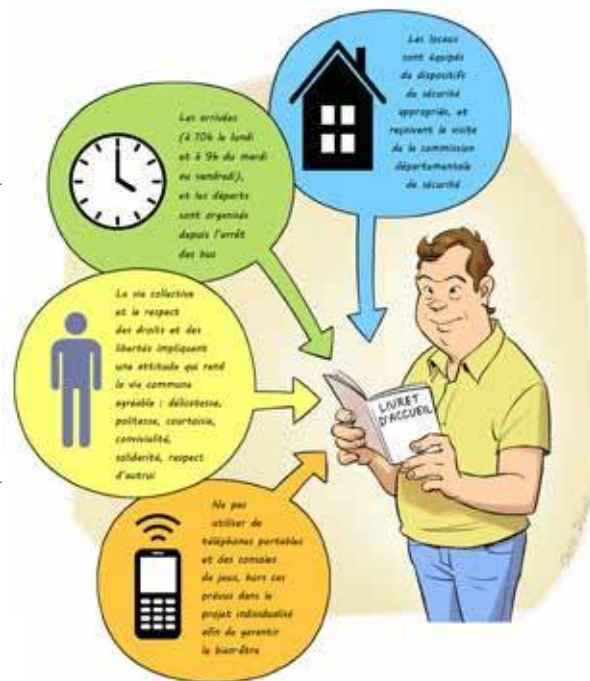 Les locaux
sont équipés
de dispositifs
de sécurité
appropriés, et
reçoivent la visite
de la commission
départementale
de sécurité
Les arrivées
(à 10h le lundi
et à 9h du mardi
au vendredi),
et les départs
sont organisés
depuis l'arrêt
des bus
La vie collective
et le respect
des droits et des
libertés impliquent
une attitude qui rend
la vie commune
agréable : délicatesse,
politesse, courtoisie,
convivialité,
solidarité, respect
d'autrui
LIVRET
D'ACCUEIL
Ne pas
utiliser de
téléphones portables
et des consoles
de jeux, hors cas
prévus dans le
projet individualisé
afin de garantir
le bien-être